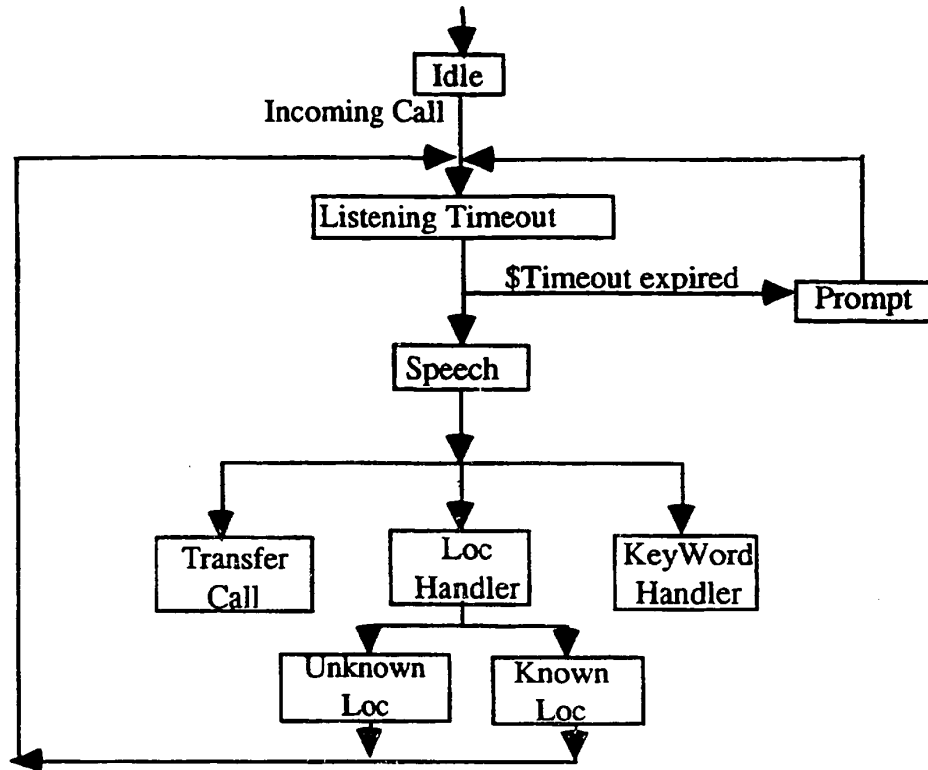 Idle
Incoming Call
Listening Timeout
$Timeout expired
Prompt
Speech
Transfer
Call
Loc
Handler
KeyWord
Handler
Unknown
Loc
Known
Loc